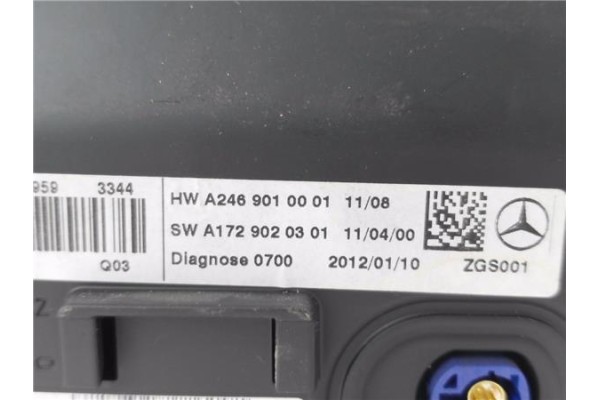 959 3344
Q03
HW A246 901 00 01 11/08
SW A172 902 03 01 11/04/00
Diagnose 0700 2012/01/10
ZGS001
Z